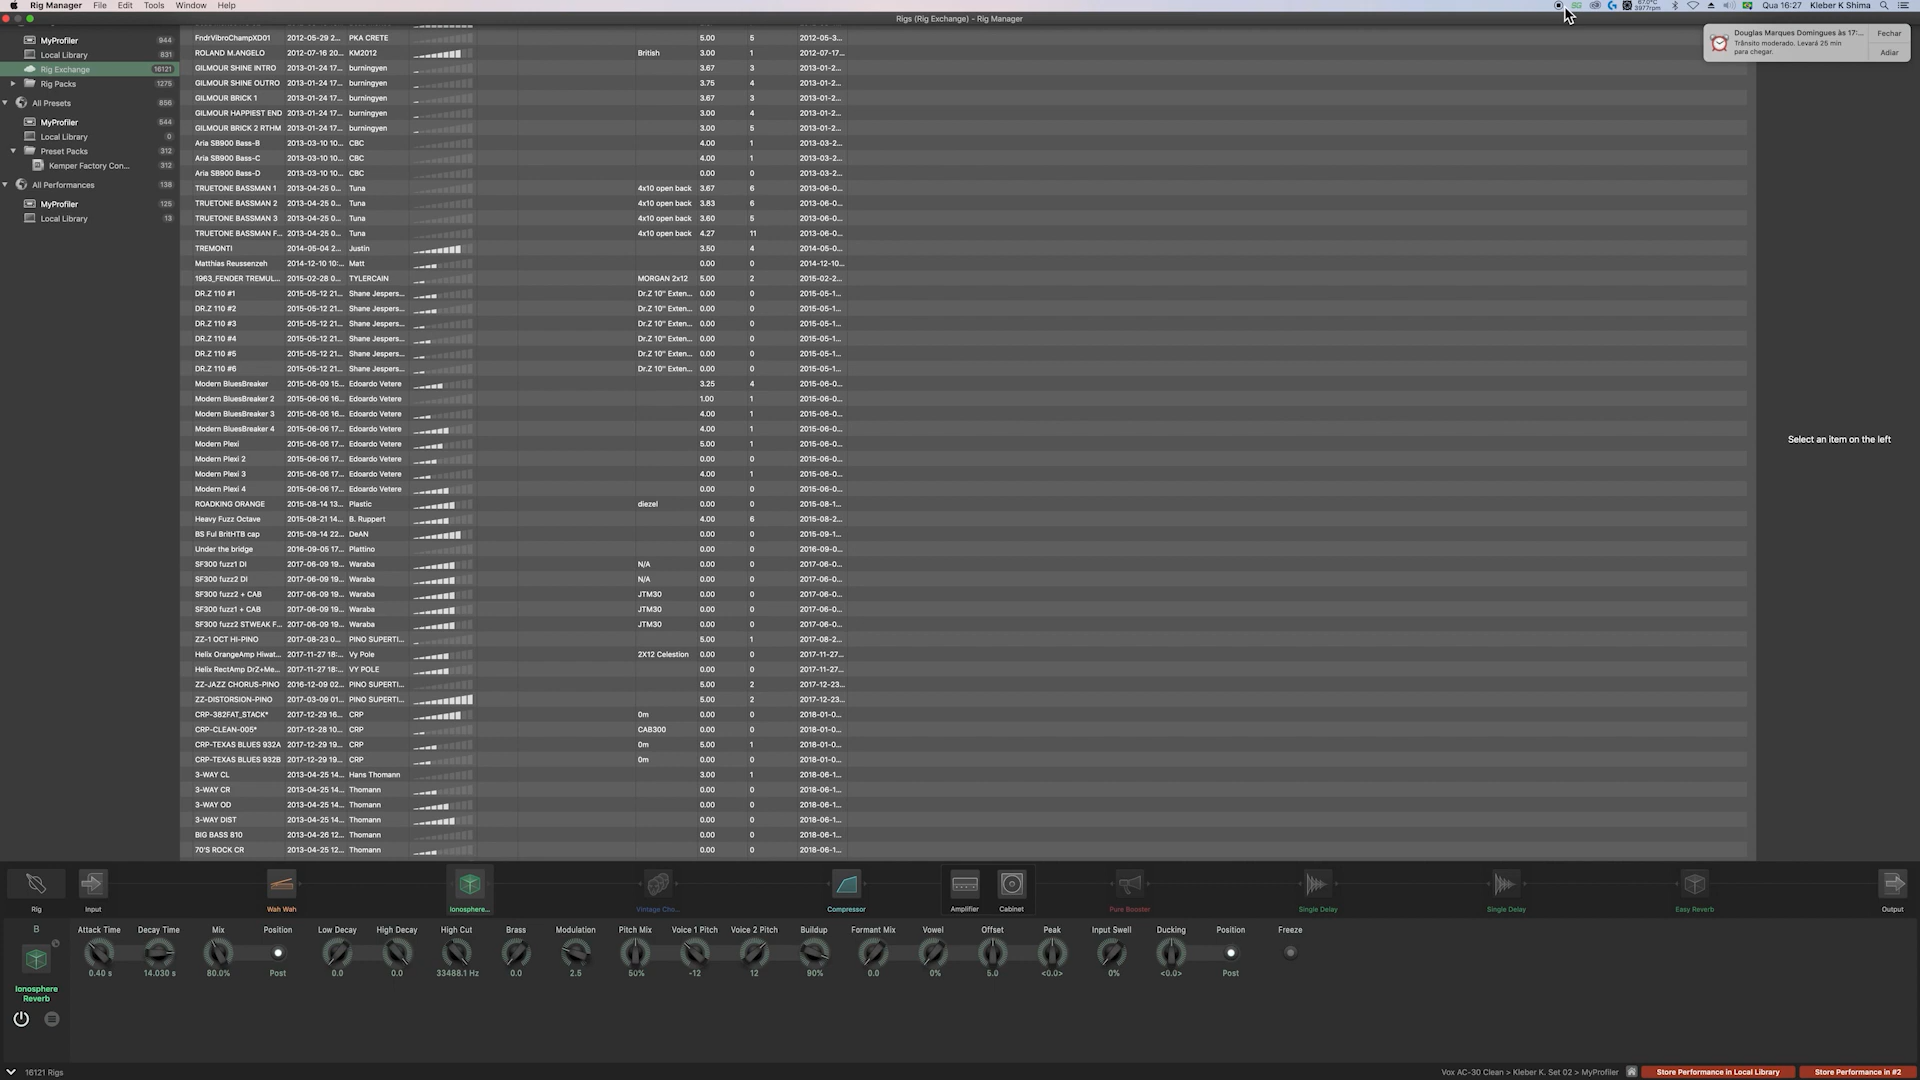 Rig Manager File Edit Tools Window Help
Qua 16:27 Kleber K Shima
Rigs (Rig Exchange) - Rig Manager
Douglas Marques Domingues às 17:...
Trânsito moderado. Levará 25 min
para chegar.
Fechar
Adiar
MyProfiler 944
Local Library 831
Rig Exchange 16121
Rig Packs 1275
All Presets 856
MyProfiler 544
Local Library 0
Preset Packs 312
Kemper Factory Con... 312
All Performances 138
MyProfiler 125
Local Library 13
FndrVibroChampXD01 2012-05-29 2... PKA CRETE 5.00 5 2012-05-3...
ROLAND M.ANGELO 2012-07-16 20... KM2012 British 3.00 1 2012-07-17...
GILMOUR SHINE INTRO 2013-01-24 17... burningyen 3.67 3 2013-01-2...
GILMOUR SHINE OUTRO 2013-01-24 17... burningyen 3.75 4 2013-01-2...
GILMOUR BRICK 1 2013-01-24 17... burningyen 3.67 3 2013-01-2...
GILMOUR HAPPIEST END 2013-01-24 17... burningyen 3.00 4 2013-01-2...
GILMOUR BRICK 2 RTHM 2013-01-24 17... burningyen 3.00 5 2013-01-2...
Aria SB900 Bass-B 2013-03-10 10... CBC 4.00 1 2013-03-2...
Aria SB900 Bass-C 2013-03-10 10... CBC 4.00 1 2013-03-2...
Aria SB900 Bass-D 2013-03-10 10... CBC 0.00 0 2013-03-2...
TRUETONE BASSMAN 1 2013-04-25 0... Tuna 4x10 open back 3.67 6 2013-06-0...
TRUETONE BASSMAN 2 2013-04-25 0... Tuna 4x10 open back 3.83 6 2013-06-0...
TRUETONE BASSMAN 3 2013-04-25 0... Tuna 4x10 open back 3.60 5 2013-06-0...
TRUETONE BASSMAN F... 2013-04-25 0... Tuna 4x10 open back 4.27 11 2013-06-0...
TREMONTI 2014-05-04 2... Justin 3.50 4 2014-05-0...
Matthias Reussenzeh 2014-12-10 10:... Matt 0.00 0 2014-12-10...
1963_FENDER TREMUL... 2015-02-28 0... TYLERCAIN MORGAN 2x12 5.00 2 2015-02-2...
DR.Z 110 #1 2015-05-12 21... Shane Jespers... Dr.Z 10" Exten... 0.00 0 2015-05-1...
DR.Z 110 #2 2015-05-12 21... Shane Jespers... Dr.Z 10" Exten... 0.00 0 2015-05-1...
DR.Z 110 #3 2015-05-12 21... Shane Jespers... Dr.Z 10" Exten... 0.00 0 2015-05-1...
DR.Z 110 #4 2015-05-12 21... Shane Jespers... Dr.Z 10" Exten... 0.00 0 2015-05-1...
DR.Z 110 #5 2015-05-12 21... Shane Jespers... Dr.Z 10" Exten... 0.00 0 2015-05-1...
DR.Z 110 #6 2015-05-12 21... Shane Jespers... Dr.Z 10" Exten... 0.00 0 2015-05-1...
Modern BluesBreaker 2015-06-09 15... Edoardo Vetere 3.25 4 2015-06-0...
Modern BluesBreaker 2 2015-06-06 16... Edoardo Vetere 1.00 1 2015-06-0...
Modern BluesBreaker 3 2015-06-06 16... Edoardo Vetere 4.00 1 2015-06-0...
Modern BluesBreaker 4 2015-06-06 17... Edoardo Vetere 4.00 1 2015-06-0...
Modern Plexi 2015-06-06 17... Edoardo Vetere 5.00 1 2015-06-0...
Modern Plexi 2 2015-06-06 17... Edoardo Vetere 0.00 0 2015-06-0...
Modern Plexi 3 2015-06-06 17... Edoardo Vetere 4.00 1 2015-06-0...
Modern Plexi 4 2015-06-06 17... Edoardo Vetere 0.00 0 2015-06-0...
ROADKING ORANGE 2015-08-14 13... Plastic diezel 0.00 0 2015-08-1...
Heavy Fuzz Octave 2015-08-21 14... B. Ruppert 4.00 6 2015-08-2...
BS Ful BritHTB cap 2015-09-14 22... DeAN 0.00 0 2015-09-1...
Under the bridge 2016-09-05 17... Plattino 0.00 0 2016-09-0...
SF300 fuzz1 DI 2017-06-09 19... Waraba N/A 0.00 0 2017-06-0...
SF300 fuzz2 DI 2017-06-09 19... Waraba N/A 0.00 0 2017-06-0...
SF300 fuzz2 + CAB 2017-06-09 19... Waraba JTM30 0.00 0 2017-06-0...
SF300 fuzz1 + CAB 2017-06-09 19... Waraba JTM30 0.00 0 2017-06-0...
SF300 fuzz2 STWEAK F... 2017-06-09 19... Waraba JTM30 0.00 0 2017-06-0...
ZZ-1 OCT HI-PINO 2017-08-23 0... PINO SUPERTI... 5.00 1 2017-08-2...
Helix OrangeAmp Hiwat... 2017-11-27 18:... Vy Pole 2X12 Celestion 0.00 0 2017-11-27...
Helix RectAmp DrZ+Me... 2017-11-27 18:... VY POLE 0.00 0 2017-11-27...
ZZ-JAZZ CHORUS-PINO 2016-12-09 02... PINO SUPERTI... 5.00 2 2017-12-23...
ZZ-DISTORSION-PINO 2017-03-09 01... PINO SUPERTI... 5.00 2 2017-12-23...
CRP-382FAT_STACK* 2017-12-29 16... CRP 0m 0.00 0 2018-01-0...
CRP-CLEAN-005* 2017-12-28 10... CRP CAB300 0.00 0 2018-01-0...
CRP-TEXAS BLUES 932A 2017-12-29 19... CRP 0m 5.00 1 2018-01-0...
CRP-TEXAS BLUES 932B 2017-12-29 19... CRP 0m 0.00 0 2018-01-0...
3-WAY CL 2013-04-25 14... Hans Thomann 3.00 1 2018-06-1...
3-WAY CR 2013-04-25 14... Thomann 0.00 0 2018-06-1...
3-WAY OD 2013-04-25 14... Thomann 0.00 0 2018-06-1...
3-WAY DIST 2013-04-25 14... Thomann 0.00 0 2018-06-1...
BIG BASS 810 2013-04-26 12... Thomann 0.00 0 2018-06-1...
70'S ROCK CR 2013-04-25 12... Thomann 0.00 0 2018-06-1...
Select an item on the left
Rig Input Wah Wah Ionosphere... Vintage Cho... Compressor Amplifier Cabinet Pure Booster Single Delay Single Delay Easy Reverb Output
B Attack Time Decay Time Mix Position Low Decay High Decay High Cut Brass Modulation Pitch Mix Voice 1 Pitch Voice 2 Pitch Buildup Formant Mix Vowel Offset Peak Input Swell Ducking Position Freeze
0.40 s 14.030 s 80.0% Post 0.0 0.0 33488.1 Hz 0.0 2.5 50% -12 12 90% 0.0 0% 5.0 <0.0> 0% <0.0> Post
Ionosphere
Reverb
16121 Rigs
Vox AC-30 Clean > Kleber K. Set 02 > MyProfiler
Store Performance in Local Library
Store Performance in #2